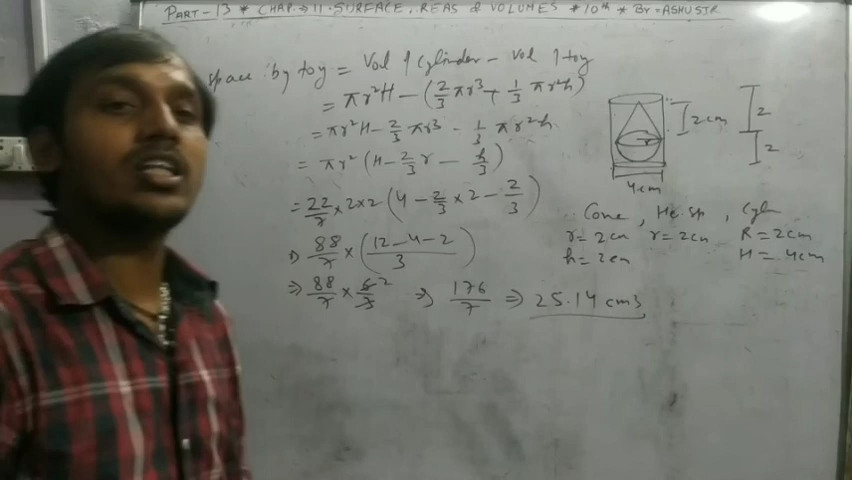 PART-13 * CHAP→11-SURFACE.REAS & VOLUMES * 10th * BY=ASHU SIR
space by toy = Vol of Cylinder - Vol of toy
= πr²H - (2/3 πr³ + 1/3 πr²h)
= πr²H - 2/3 πr³ - 1/3 πr²h
= πr² (H - 2/3 r - h/3)
= 22/7 × 2×2 (4 - 2/3 × 2 - 2/3)
⇒ 88/7 × (12-4-2/3)
⇒ 88/7 × 6/3 2 ⇒ 176/7 ⇒ 25.14 cm3
r
2cm
2
2
4cm
Cone, He.sp, Cyln
r=2cm r=2cm R=2cm
h=2cm H=4cm